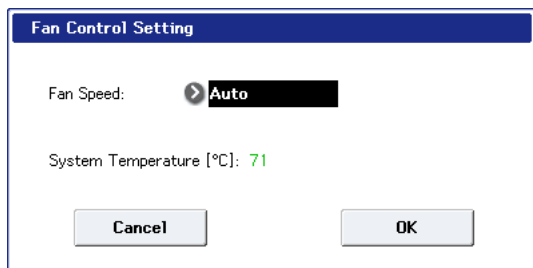 Fan Control Setting
Fan Speed: Auto
System Temperature [°C]: 71
Cancel OK